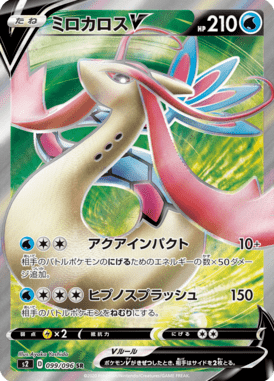 たね ミロカロスV HP210
アクアインパクト 10+
相手のバトルポケモンのにげるためのエネルギーの数×50ダメ
ージ追加。
ヒプノスプラッシュ 150
相手のバトルポケモンをねむりにする。
弱点 ×2 抵抗力 にげる
Illus. Ayaka Yoshida
Vルール
ポケモンVがきぜつしたとき、相手はサイドを2枚とる。
s2 099/096 SR